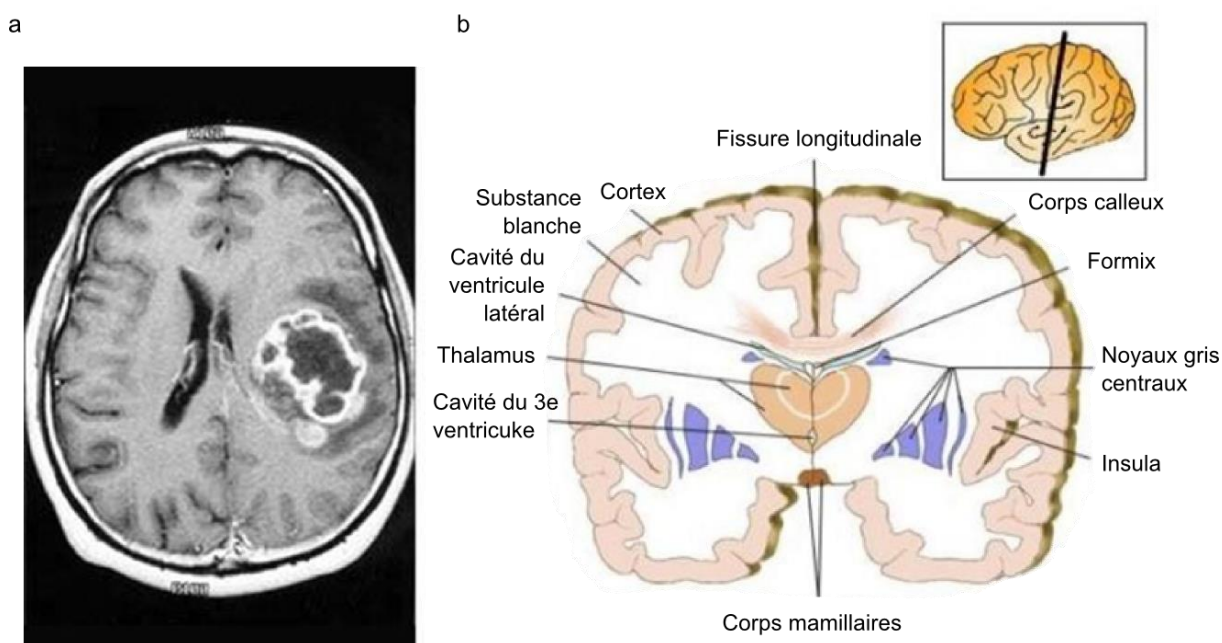 a
b
Fissure longitudinale
Substance
blanche
Cortex
Corps calleux
Cavité du
ventricule
latéral
Formix
Thalamus
Noyaux gris
centraux
Cavité du 3e
ventricuke
Insula
Corps mamillaires